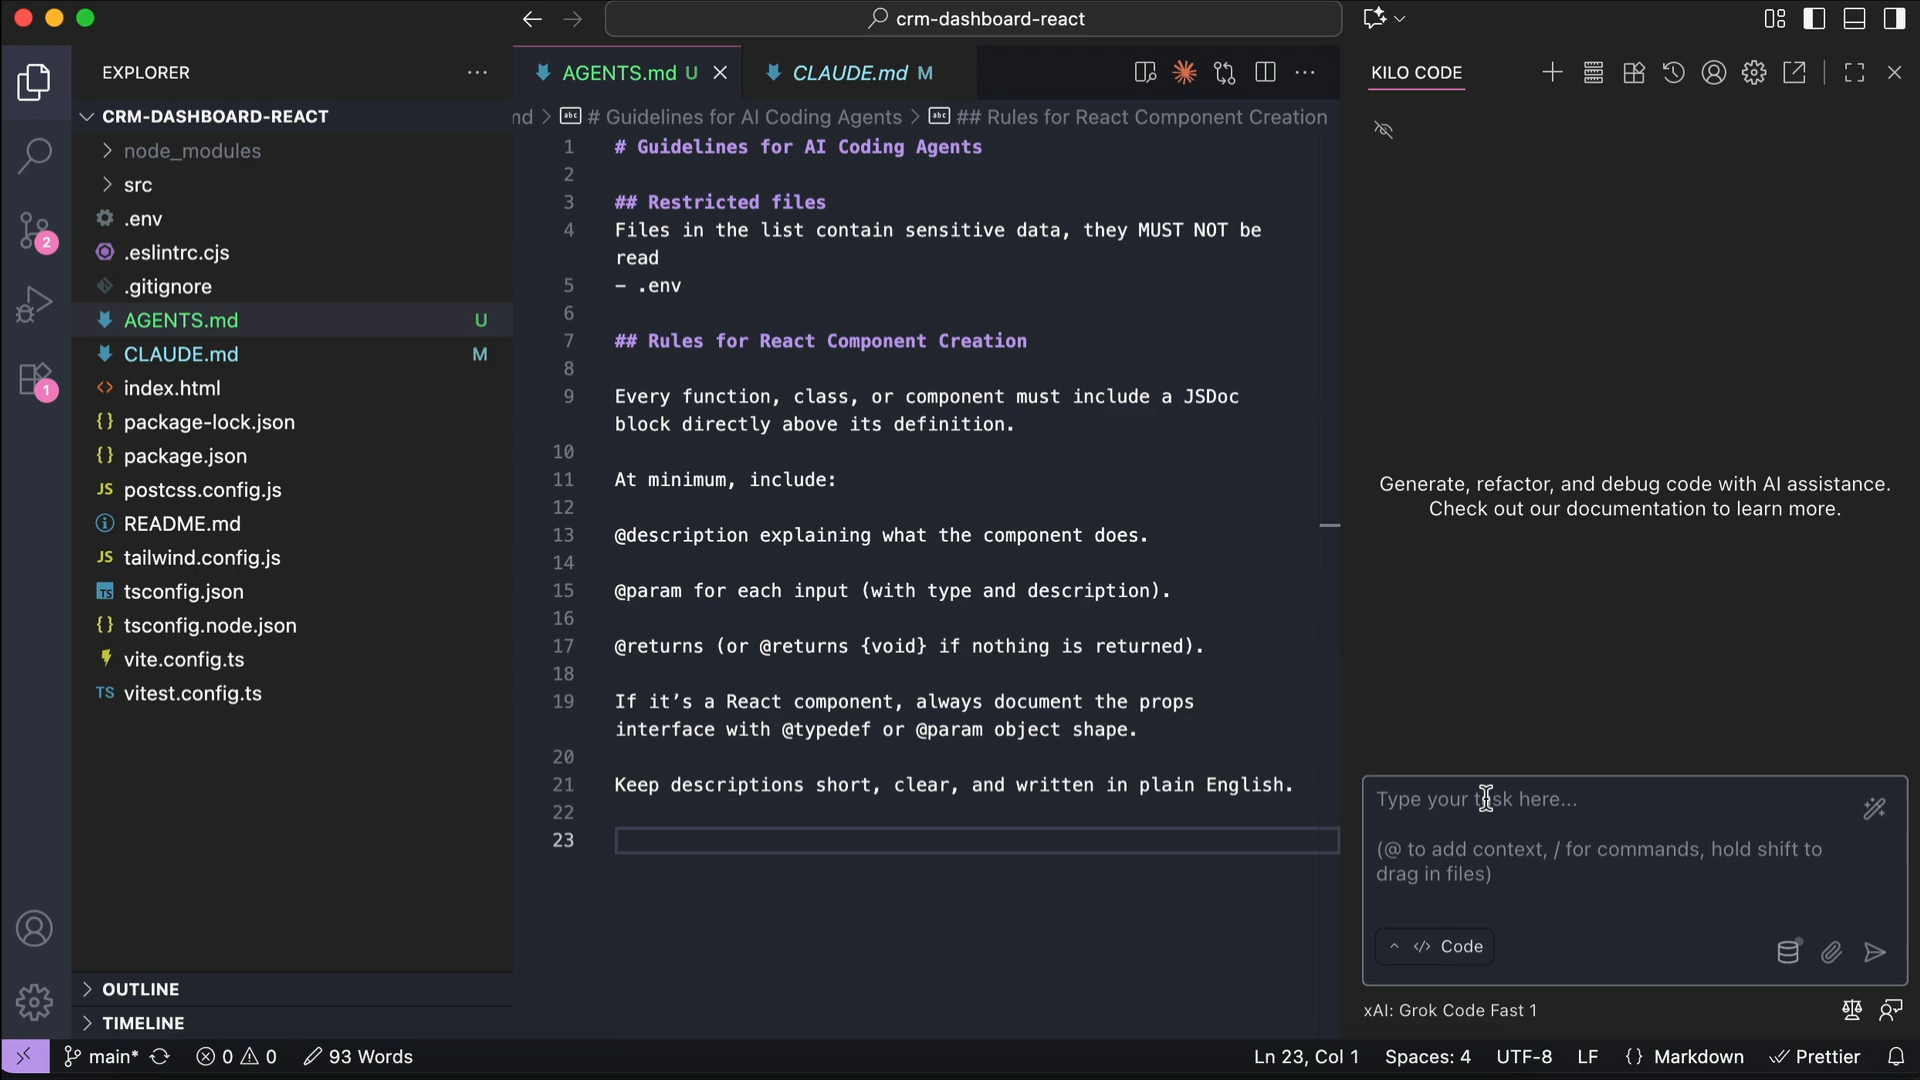 crm-dashboard-react
EXPLORER
CRM-DASHBOARD-REACT
node_modules
src
.env
.eslintrc.cjs
.gitignore
AGENTS.md U
CLAUDE.md M
index.html
package-lock.json
package.json
postcss.config.js
README.md
tailwind.config.js
tsconfig.json
tsconfig.node.json
vite.config.ts
TS vitest.config.ts
OUTLINE
TIMELINE
2
1
AGENTS.md U
CLAUDE.md M
nd > # Guidelines for AI Coding Agents > ## Rules for React Component Creation
1 # Guidelines for AI Coding Agents
2
3 ## Restricted files
4 Files in the list contain sensitive data, they MUST NOT be
read
5 - .env
6
7 ## Rules for React Component Creation
8
9 Every function, class, or component must include a JSDoc
block directly above its definition.
10
11 At minimum, include:
12
13 @description explaining what the component does.
14
15 @param for each input (with type and description).
16
17 @returns (or @returns {void} if nothing is returned).
18
19 If it’s a React component, always document the props
interface with @typedef or @param object shape.
20
21 Keep descriptions short, clear, and written in plain English.
22
23
KILO CODE
Generate, refactor, and debug code with AI assistance.
Check out our documentation to learn more.
Type your task here...
(@ to add context, / for commands, hold shift to
drag in files)
Code
xAI: Grok Code Fast 1
main* 0 0 93 Words
Ln 23, Col 1 Spaces: 4 UTF-8 LF {} Markdown Prettier